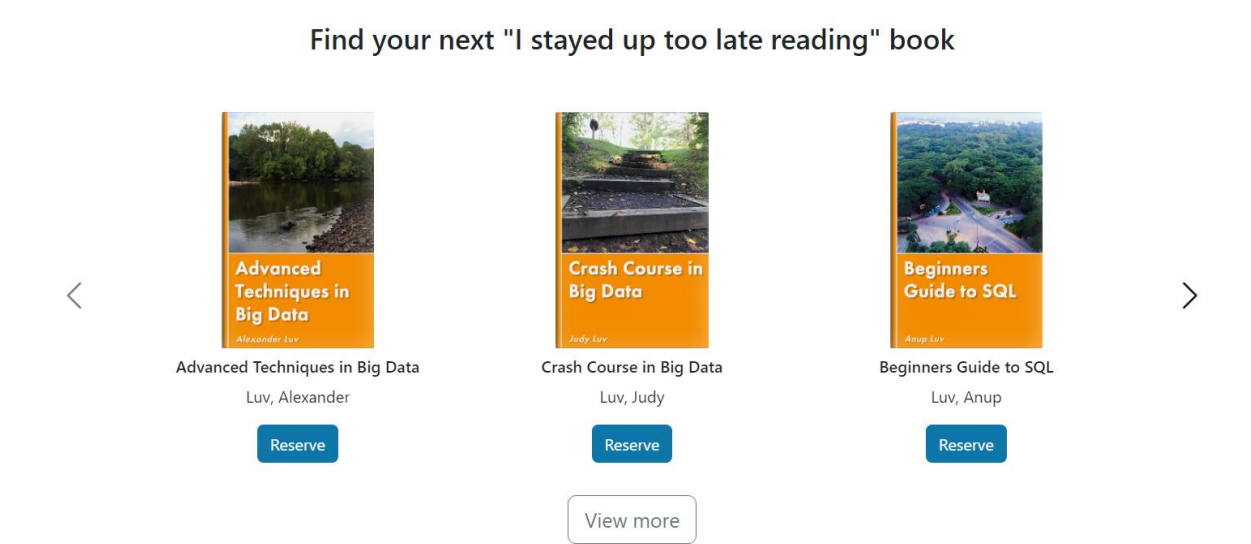 Find your next "I stayed up too late reading" book
Advanced
Techniques in
Big Data
Alexander Luv
Advanced Techniques in Big Data
Luv, Alexander
Reserve
Crash Course in
Big Data
Judy Luv
Crash Course in Big Data
Luv, Judy
Reserve
Beginners
Guide to SQL
Anup Luv
Beginners Guide to SQL
Luv, Anup
Reserve
View more